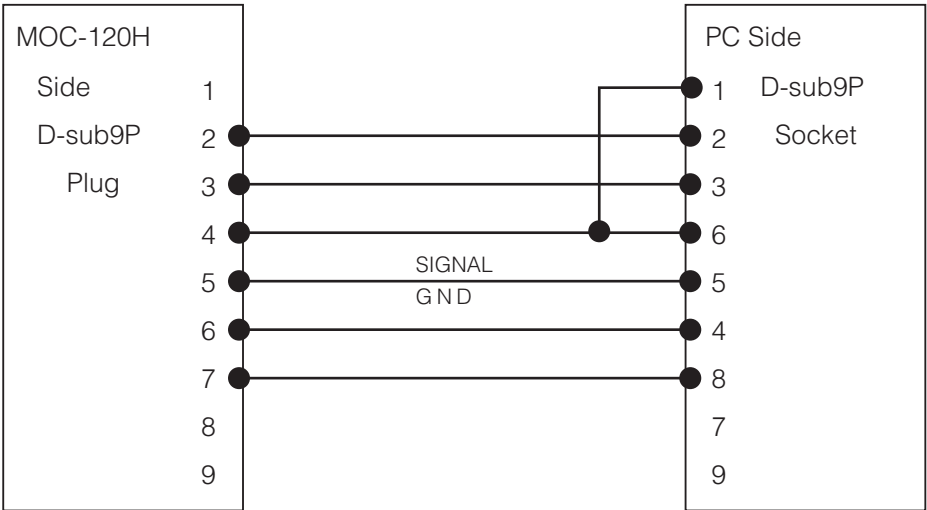 MOC-120H PC Side
Side 1 1 D-sub9P
D-sub9P 2 2 Socket
Plug 3 3
4 6
SIGNAL
5 5
GND
6 4
7 8
8 7
9 9